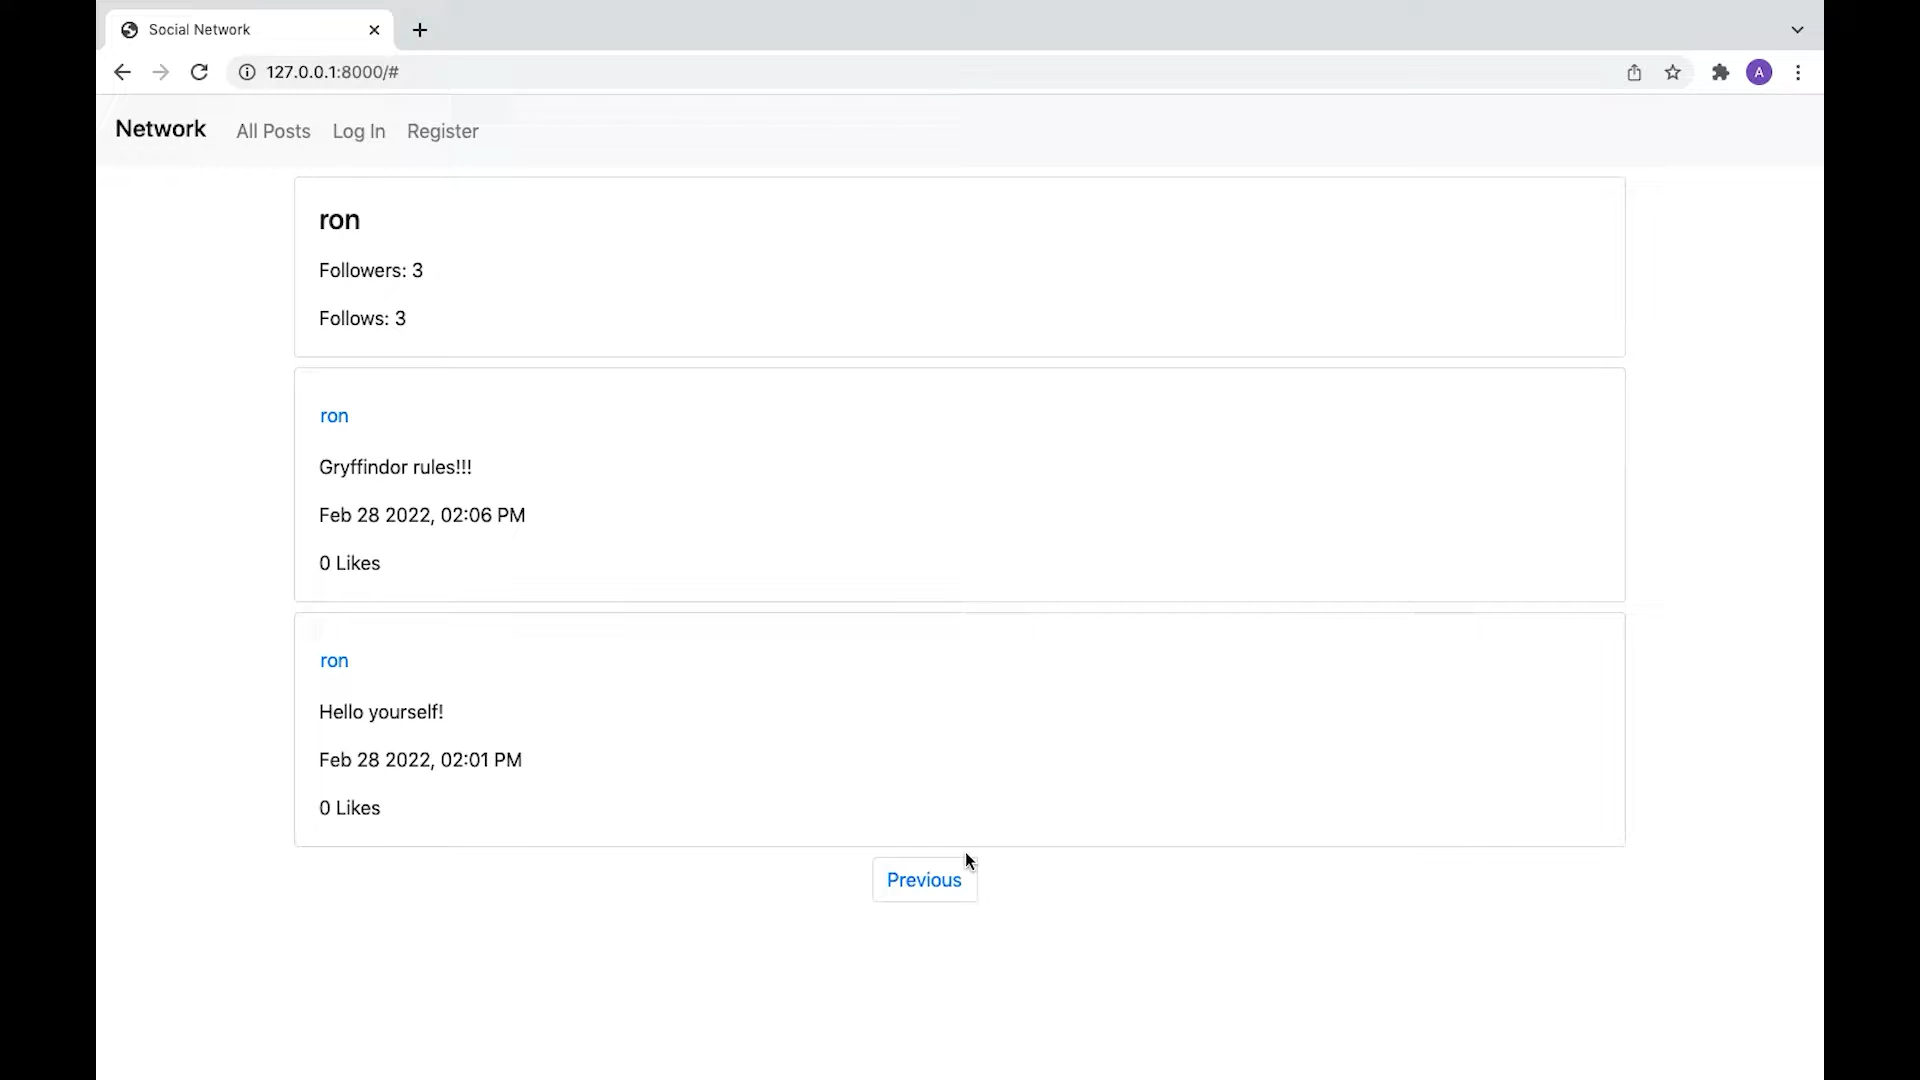 Social Network
127.0.0.1:8000/#
A
Network All Posts Log In Register
ron
Followers: 3
Follows: 3
ron
Gryffindor rules!!!
Feb 28 2022, 02:06 PM
0 Likes
ron
Hello yourself!
Feb 28 2022, 02:01 PM
0 Likes
Previous